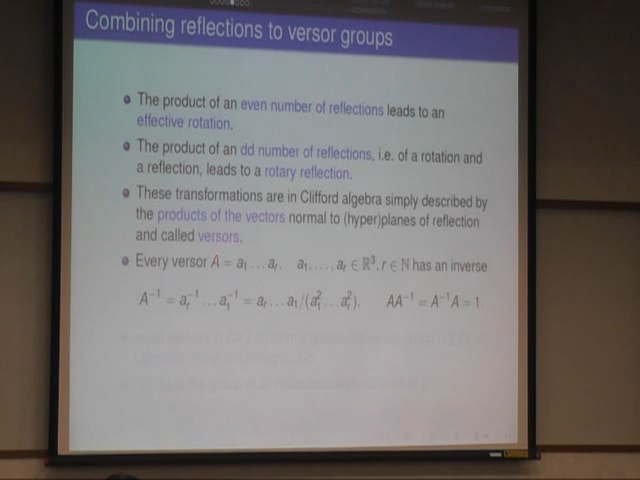 Combining reflections to versor groups
The product of an even number of reflections leads to an
effective rotation.
The product of an dd number of reflections, i.e. of a rotation and
a reflection, leads to a rotary reflection.
These transformations are in Clifford algebra simply described by
the products of the vectors normal to (hyper)planes of reflection
and called versors.
Every versor A = a₁ … aᵣ, a₁, …, aᵣ ∈ ℝ³, r ∈ ℕ has an inverse
A⁻¹ = aᵣ⁻¹ … a₁⁻¹ = aᵣ … a₁/(a₁² … aᵣ²), AA⁻¹ = A⁻¹A = 1